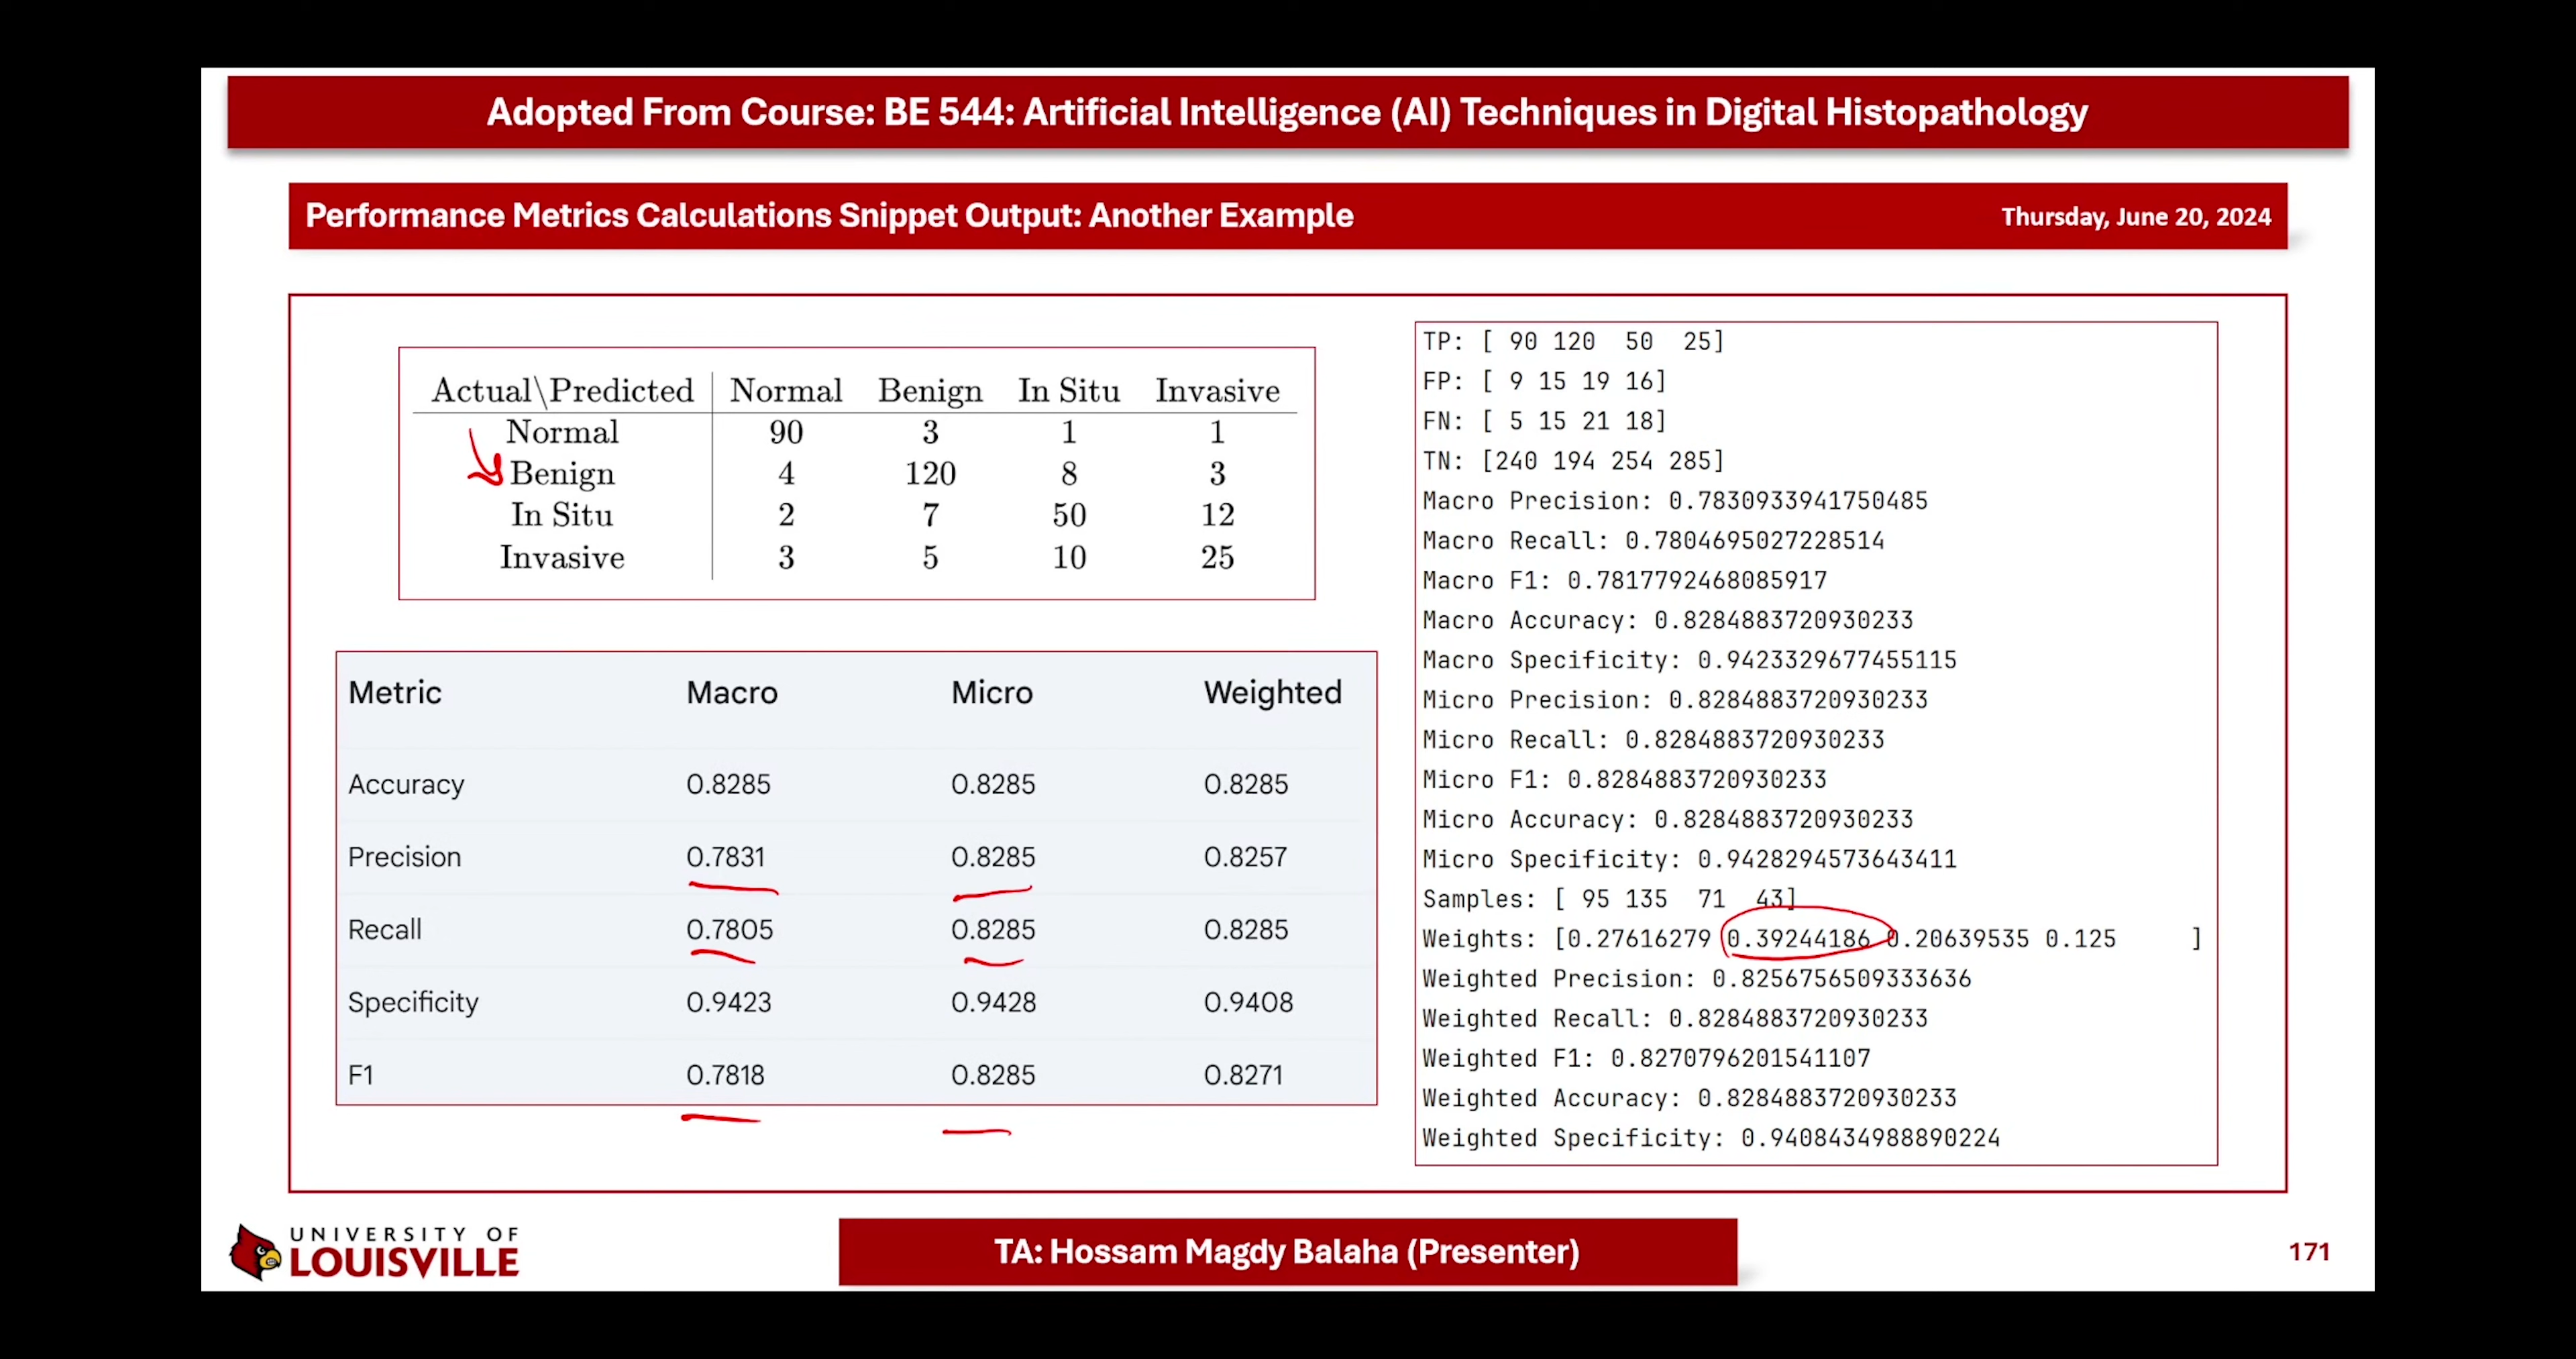 Adopted From Course: BE 544: Artificial Intelligence (AI) Techniques in Digital Histopathology
Performance Metrics Calculations Snippet Output: Another Example
Thursday, June 20, 2024
Actual\Predicted Normal Benign In Situ Invasive
Normal 90 3 1 1
Benign 4 120 8 3
In Situ 2 7 50 12
Invasive 3 5 10 25
Metric Macro Micro Weighted
Accuracy 0.8285 0.8285 0.8285
Precision 0.7831 0.8285 0.8257
Recall 0.7805 0.8285 0.8285
Specificity 0.9423 0.9428 0.9408
F1 0.7818 0.8285 0.8271
TP: [ 90 120 50 25]
FP: [ 9 15 19 16]
FN: [ 5 15 21 18]
TN: [240 194 254 285]
Macro Precision: 0.7830933941750485
Macro Recall: 0.7804695027228514
Macro F1: 0.7817792468085917
Macro Accuracy: 0.8284883720930233
Macro Specificity: 0.9423329677455115
Micro Precision: 0.8284883720930233
Micro Recall: 0.8284883720930233
Micro F1: 0.8284883720930233
Micro Accuracy: 0.8284883720930233
Micro Specificity: 0.9428294573643411
Samples: [ 95 135 71 43]
Weights: [0.27616279 0.39244186 0.20639535 0.125 ]
Weighted Precision: 0.8256756509333636
Weighted Recall: 0.8284883720930233
Weighted F1: 0.8270796201541107
Weighted Accuracy: 0.8284883720930233
Weighted Specificity: 0.9408434988890224
UNIVERSITY OF
LOUISVILLE
TA: Hossam Magdy Balaha (Presenter)
171